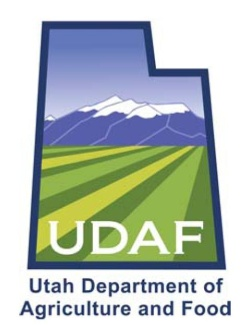 UDAF
Utah Department of
Agriculture and Food